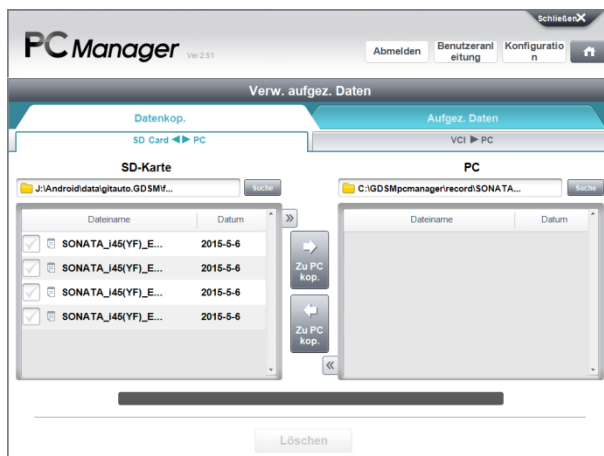 Schließen X
PC Manager Ver 2.51
Abmelden
Benutzeranl
eitung
Konfiguratio
n
Verw. aufgez. Daten
Datenkop.
Aufgez. Daten
SD Card ◀▶ PC
VCI ▶ PC
SD-Karte
J:\Android\data\gitauto.GDSM\f...
Suche
Dateiname Datum
SONATA_i45(YF)_E... 2015-5-6
SONATA_i45(YF)_E... 2015-5-6
SONATA_i45(YF)_E... 2015-5-6
SONATA_i45(YF)_E... 2015-5-6
Zu PC
kop.
Zu PC
kop.
PC
C:\GDSMpcmanager\record\SONATA...
Suche
Dateiname Datum
Löschen